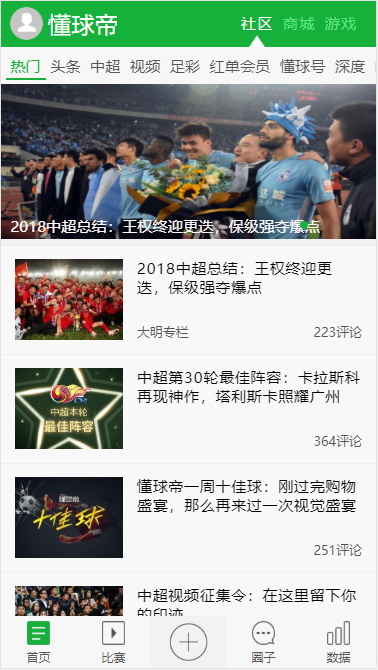 懂球帝
社区 商城 游戏
热门 头条 中超 视频 足彩 红单会员 懂球号 深度
2018中超总结：王权终迎更迭，保级强夺爆点
2018中超总结：王权终迎更
迭，保级强夺爆点
大明专栏 223评论
中超本轮
最佳阵容
中超第30轮最佳阵容：卡拉斯科
再现神作，塔利斯卡照耀广州
364评论
懂球帝
十佳球
懂球帝一周十佳球：刚过完购物
盛宴，那么再来过一次视觉盛宴
251评论
中超视频征集令：在这里留下你
的印迹
首页 比赛 圈子 数据